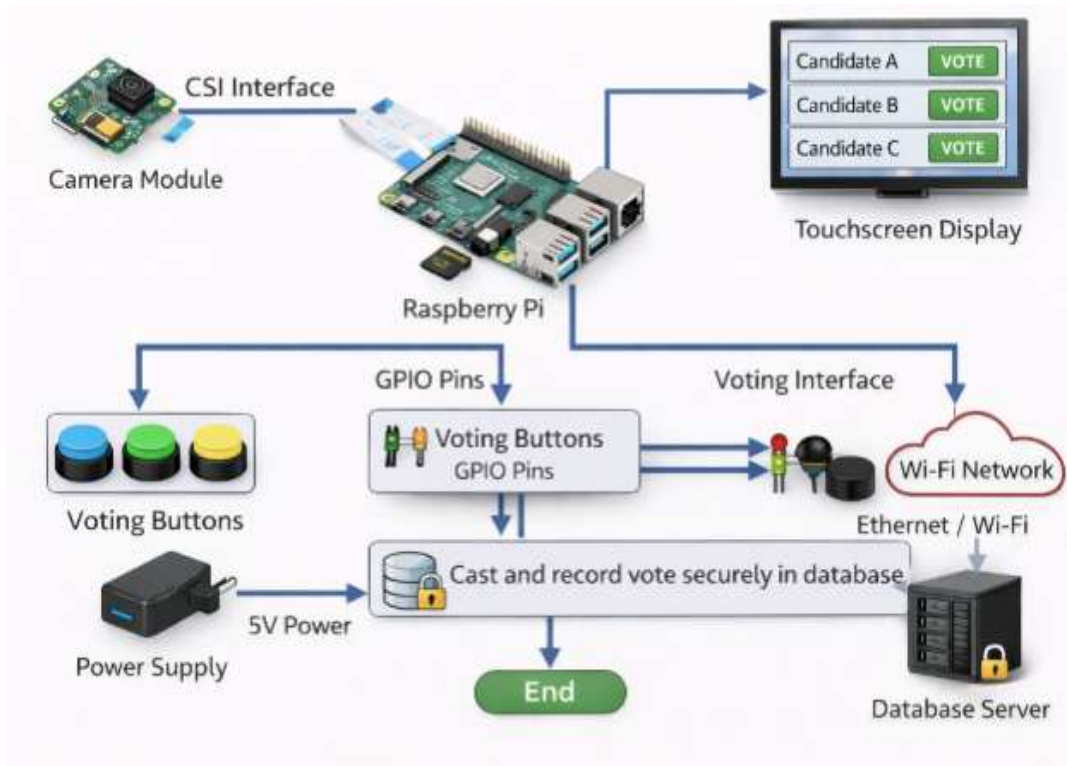 CSI Interface
Camera Module
Candidate A VOTE
Candidate B VOTE
Candidate C VOTE
Touchscreen Display
Raspberry Pi
GPIO Pins
Voting Interface
Voting Buttons
GPIO Pins
Wi-Fi Network
Voting Buttons
Ethernet / Wi-Fi
Cast and record vote securely in database
5V Power
Power Supply
End
Database Server